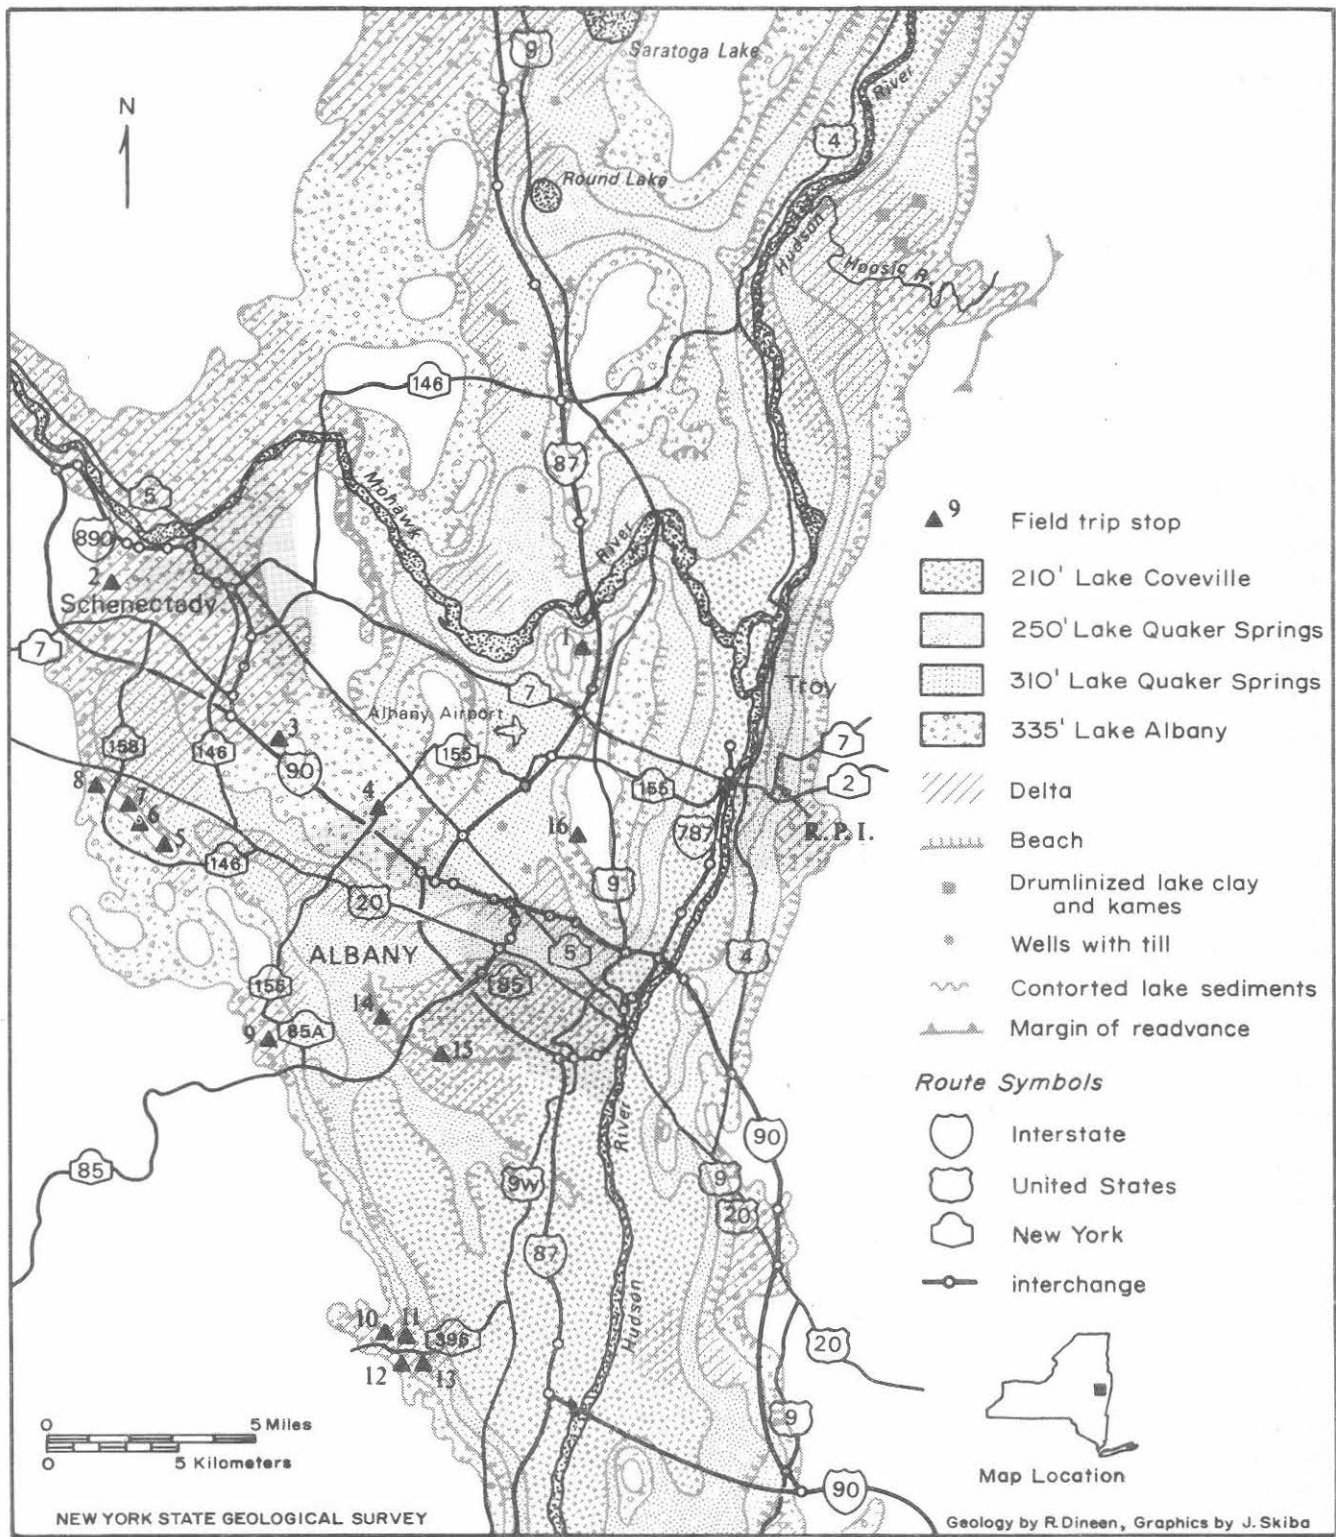 9
Saratoga Lake
River
N
4
Round Lake
Hudson
Hoosic R.
146
87
Mohawk
5
River
890
2
Schenectady
7
1
Troy
7
Albany Airport
3
158
146
90
155
7
8
4
155
2
7
6
5
16
787
R. P. I.
146
20
9
ALBANY
5
4
155
85
14
9
85A
15
River
90
85
9W
9
20
87
Hudson
10
11
396
12
13
20
9
90
9
Field trip stop
210' Lake Coveville
250' Lake Quaker Springs
310' Lake Quaker Springs
335' Lake Albany
Delta
Beach
Drumlinized lake clay
and kames
Wells with till
Contorted lake sediments
Margin of readvance
Route Symbols
Interstate
United States
New York
interchange
Map Location
0 5 Miles
0 5 Kilometers
NEW YORK STATE GEOLOGICAL SURVEY
Geology by R. Dineen, Graphics by J. Skiba